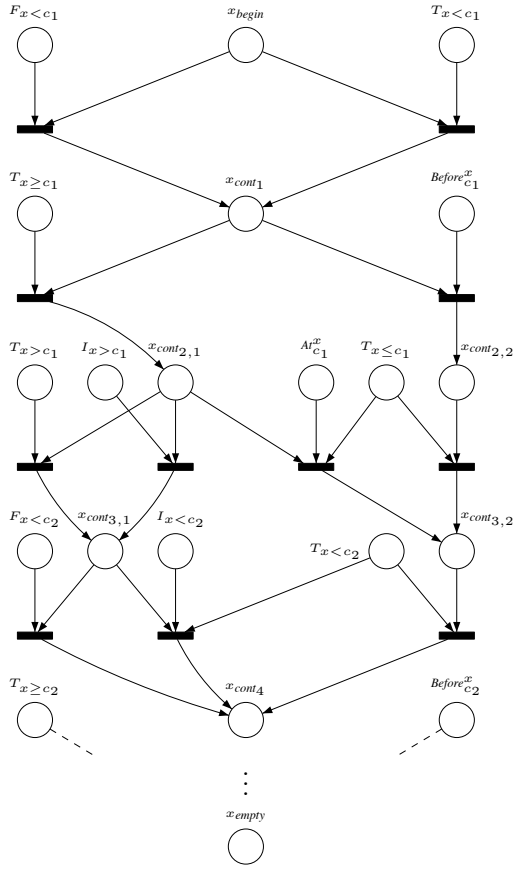 F_{x<c_1} x_{begin} T_{x<c_1}
T_{x≥c_1} x_{cont_1} Before^x_{c_1}
T_{x>c_1} I_{x>c_1} x_{cont_{2,1}} At^x_{c_1} T_{x≤c_1} x_{cont_{2,2}}
F_{x<c_2} x_{cont_{3,1}} I_{x<c_2} T_{x<c_2} x_{cont_{3,2}}
T_{x≥c_2} x_{cont_4} Before^x_{c_2}
⋮
x_{empty}